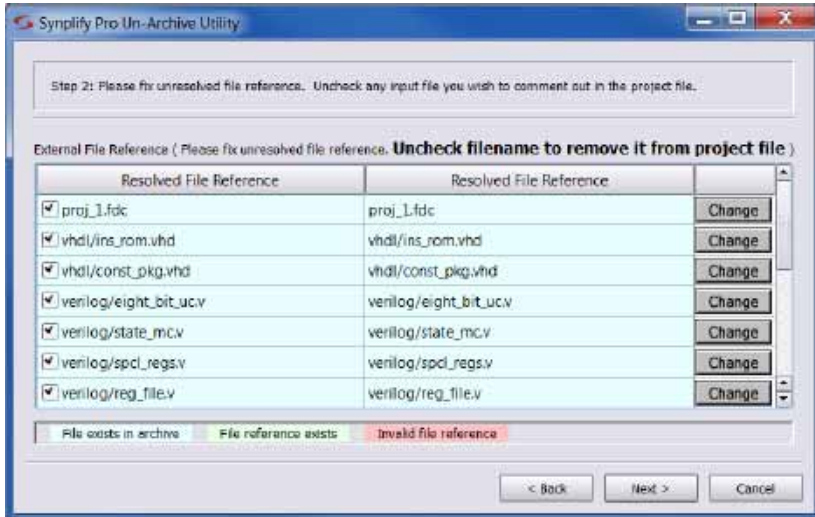 Synplify Pro Un-Archive Utility
Step 2: Please fix unresolved file reference. Uncheck any input file you wish to comment out in the project file.
External File Reference ( Please fix unresolved file reference. Uncheck filename to remove it from project file )
Resolved File Reference Resolved File Reference
proj_1.fdc proj_1.fdc Change
vhdl/ins_rom.vhd vhdl/ins_rom.vhd Change
vhdl/const_pkg.vhd vhdl/const_pkg.vhd Change
verilog/eight_bit_uc.v verilog/eight_bit_uc.v Change
verilog/state_mc.v verilog/state_mc.v Change
verilog/spcl_regs.v verilog/spcl_regs.v Change
verilog/reg_file.v verilog/reg_file.v Change
File exists in archive File reference exists Invalid file reference
< Back Next > Cancel